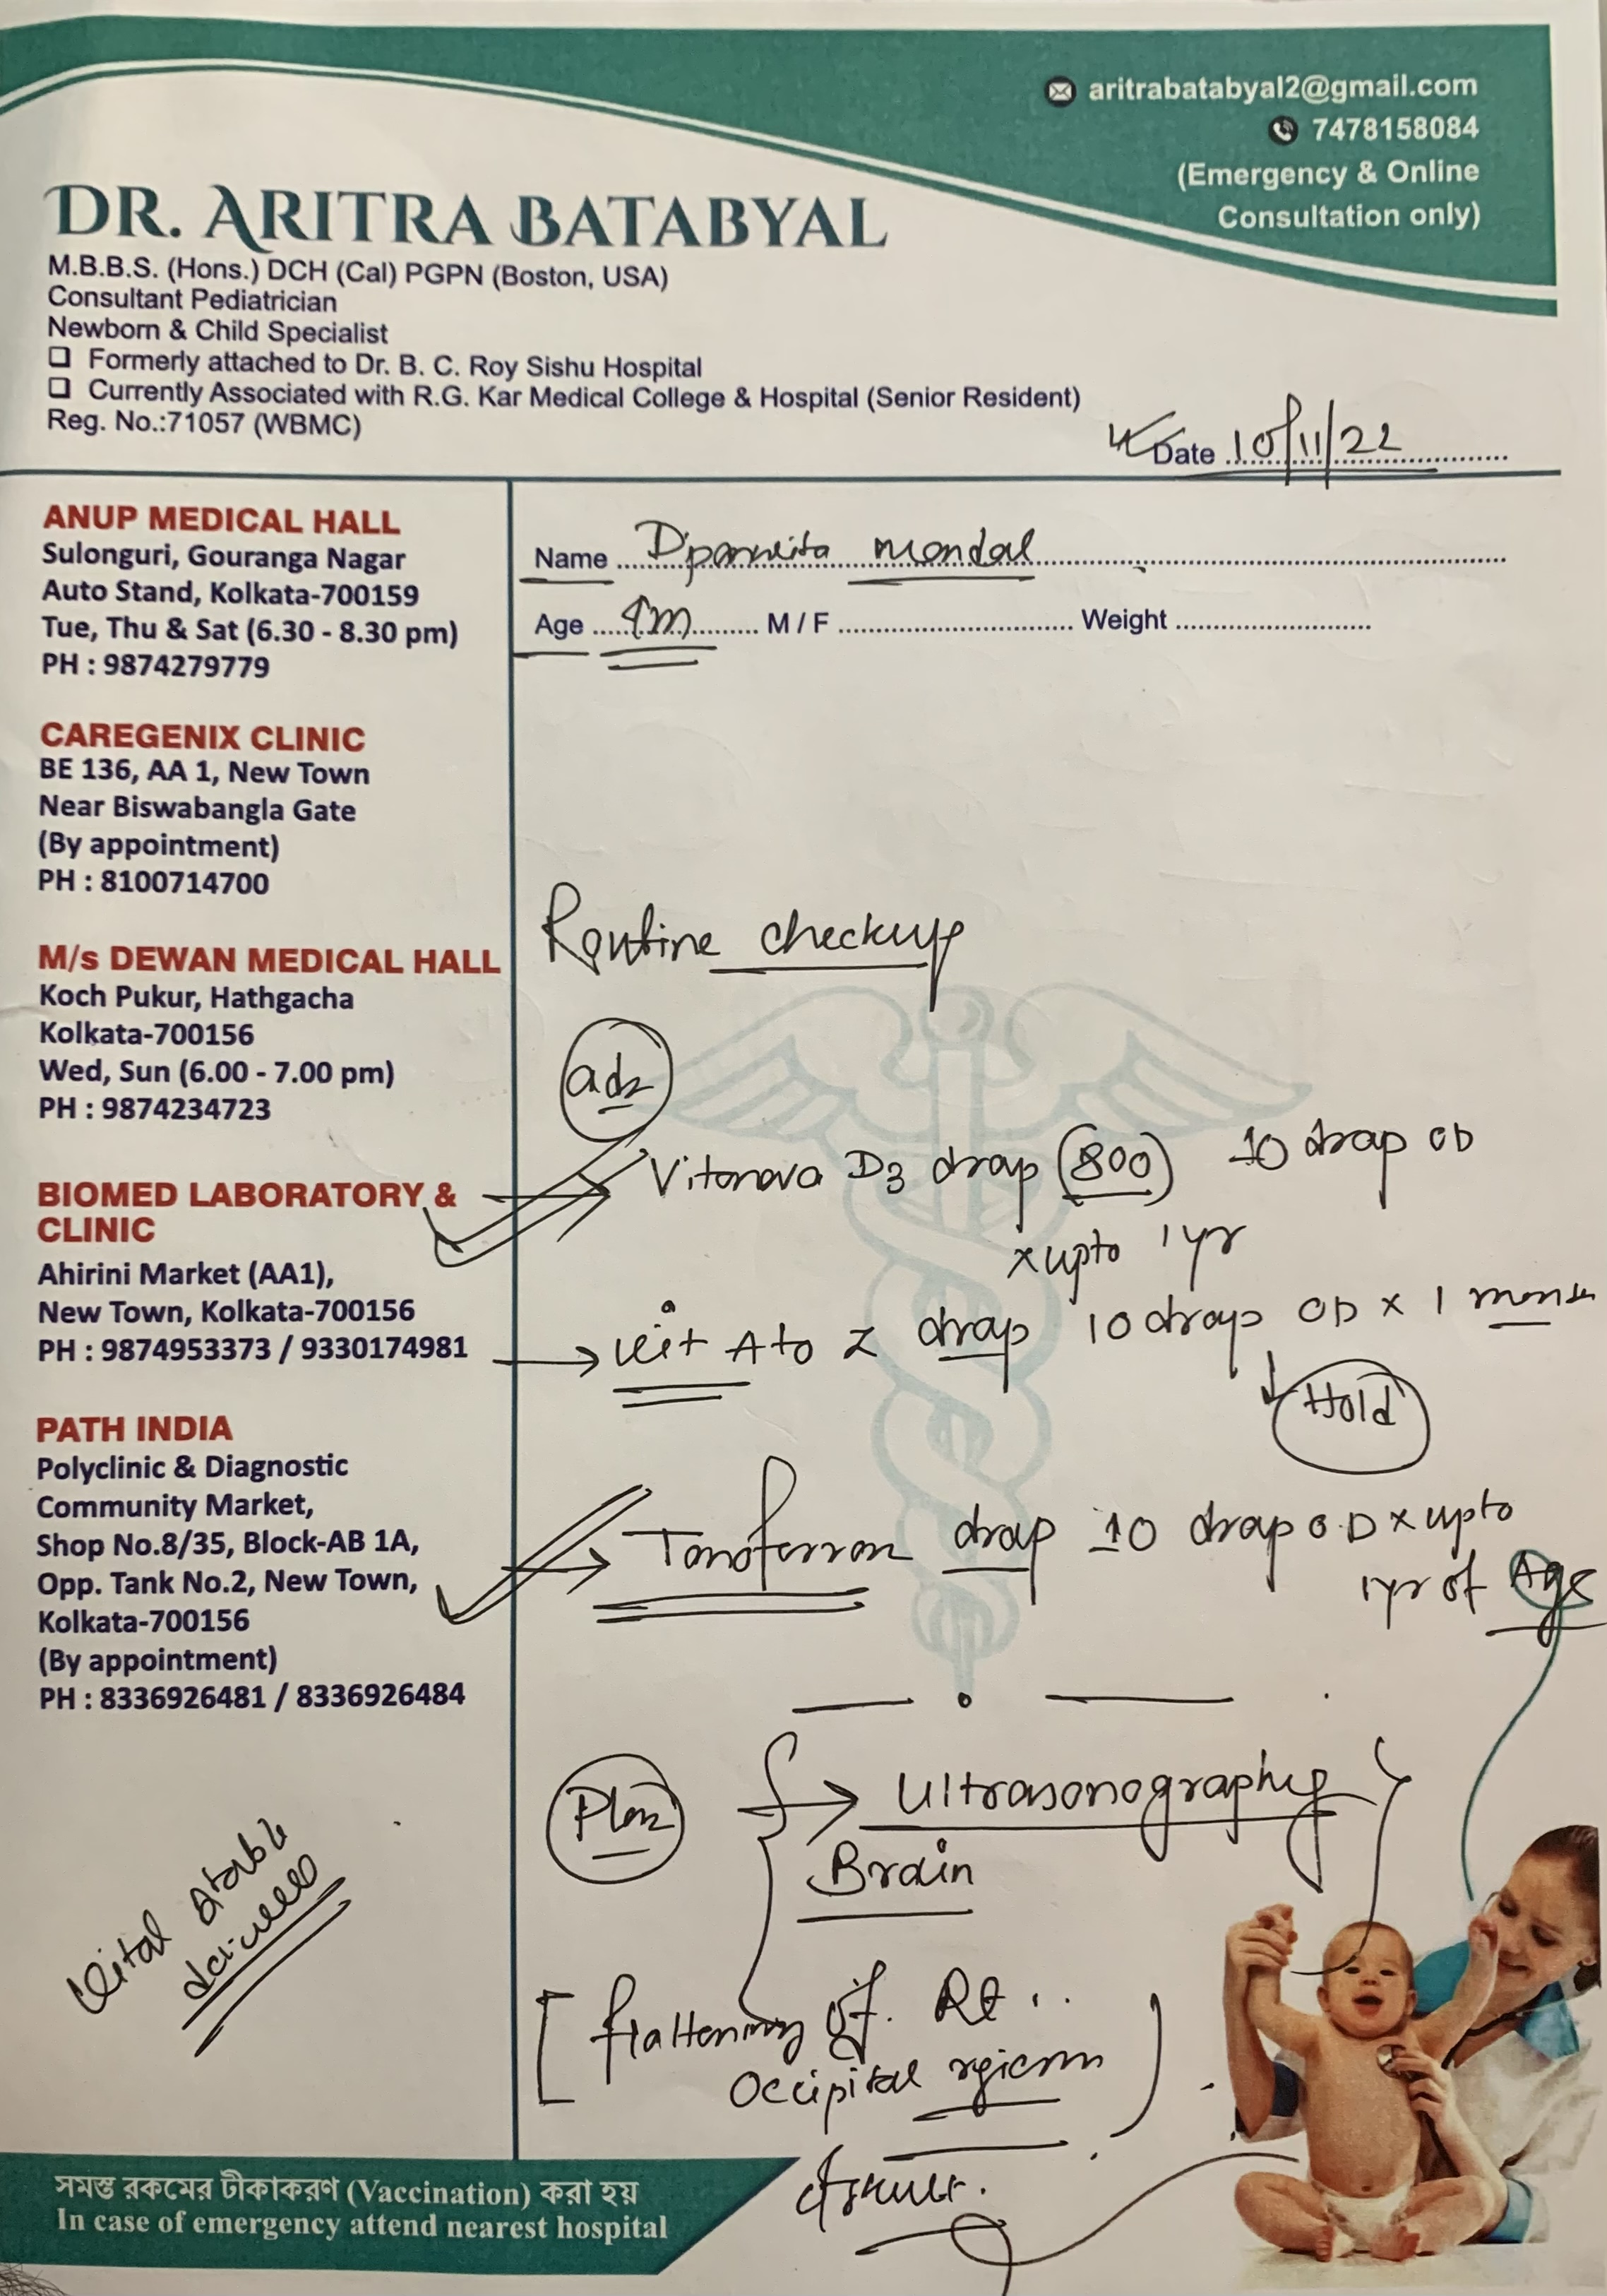 aritrabatabyal2@gmail.com
7478158084
(Emergency & Online
Consultation only)
DR. ARITRA BATABYAL
M.B.B.S. (Hons.) DCH (Cal) PGPN (Boston, USA)
Consultant Pediatrician
Newborn & Child Specialist
❑ Formerly attached to Dr. B. C. Roy Sishu Hospital
❑ Currently Associated with R.G. Kar Medical College & Hospital (Senior Resident)
Reg. No.:71057 (WBMC)
Date 10/11/22
ANUP MEDICAL HALL
Sulonguri, Gouranga Nagar
Auto Stand, Kolkata-700159
Tue, Thu & Sat (6.30 - 8.30 pm)
PH : 9874279779
CAREGENIX CLINIC
BE 136, AA 1, New Town
Near Biswabangla Gate
(By appointment)
PH : 8100714700
M/s DEWAN MEDICAL HALL
Koch Pukur, Hathgacha
Kolkata-700156
Wed, Sun (6.00 - 7.00 pm)
PH : 9874234723
BIOMED LABORATORY &
CLINIC
Ahirini Market (AA1),
New Town, Kolkata-700156
PH : 9874953373 / 9330174981
PATH INDIA
Polyclinic & Diagnostic
Community Market,
Shop No.8/35, Block-AB 1A,
Opp. Tank No.2, New Town,
Kolkata-700156
(By appointment)
PH : 8336926481 / 8336926484
Vital stable
Name mondal
Age M / F Weight
Routine checkup
adv
Vitanova D3 drop (800) 10 drop OD
x upto 1 yr
Vit A to Z drop 10 drops OD x 1 month
Hold
Tonoferron drop 10 drop O.D x upto
1yr of Age
Plan → Ultrasonography
Brain
[flattening of Rt
Occipital region)
সমস্ত রকমের টীকাকরণ (Vaccination) করা হয়
In case of emergency attend nearest hospital